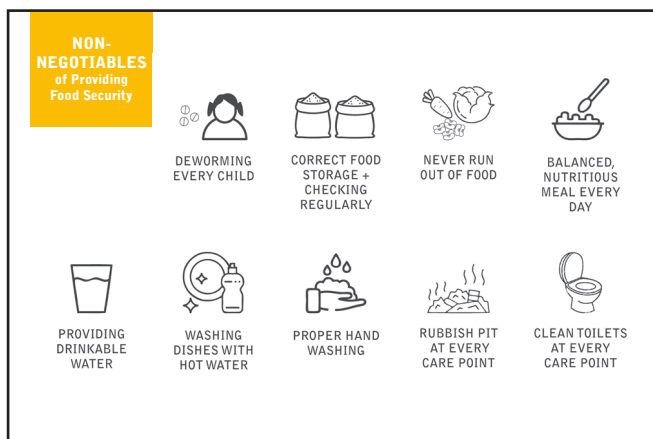 NON-
NEGOTIABLES
of Providing
Food Security
DEWORMING
EVERY CHILD
CORRECT FOOD
STORAGE +
CHECKING
REGULARLY
NEVER RUN
OUT OF FOOD
BALANCED,
NUTRITIOUS
MEAL EVERY
DAY
PROVIDING
DRINKABLE
WATER
WASHING
DISHES WITH
HOT WATER
PROPER HAND
WASHING
RUBBISH PIT
AT EVERY
CARE POINT
CLEAN TOILETS
AT EVERY
CARE POINT